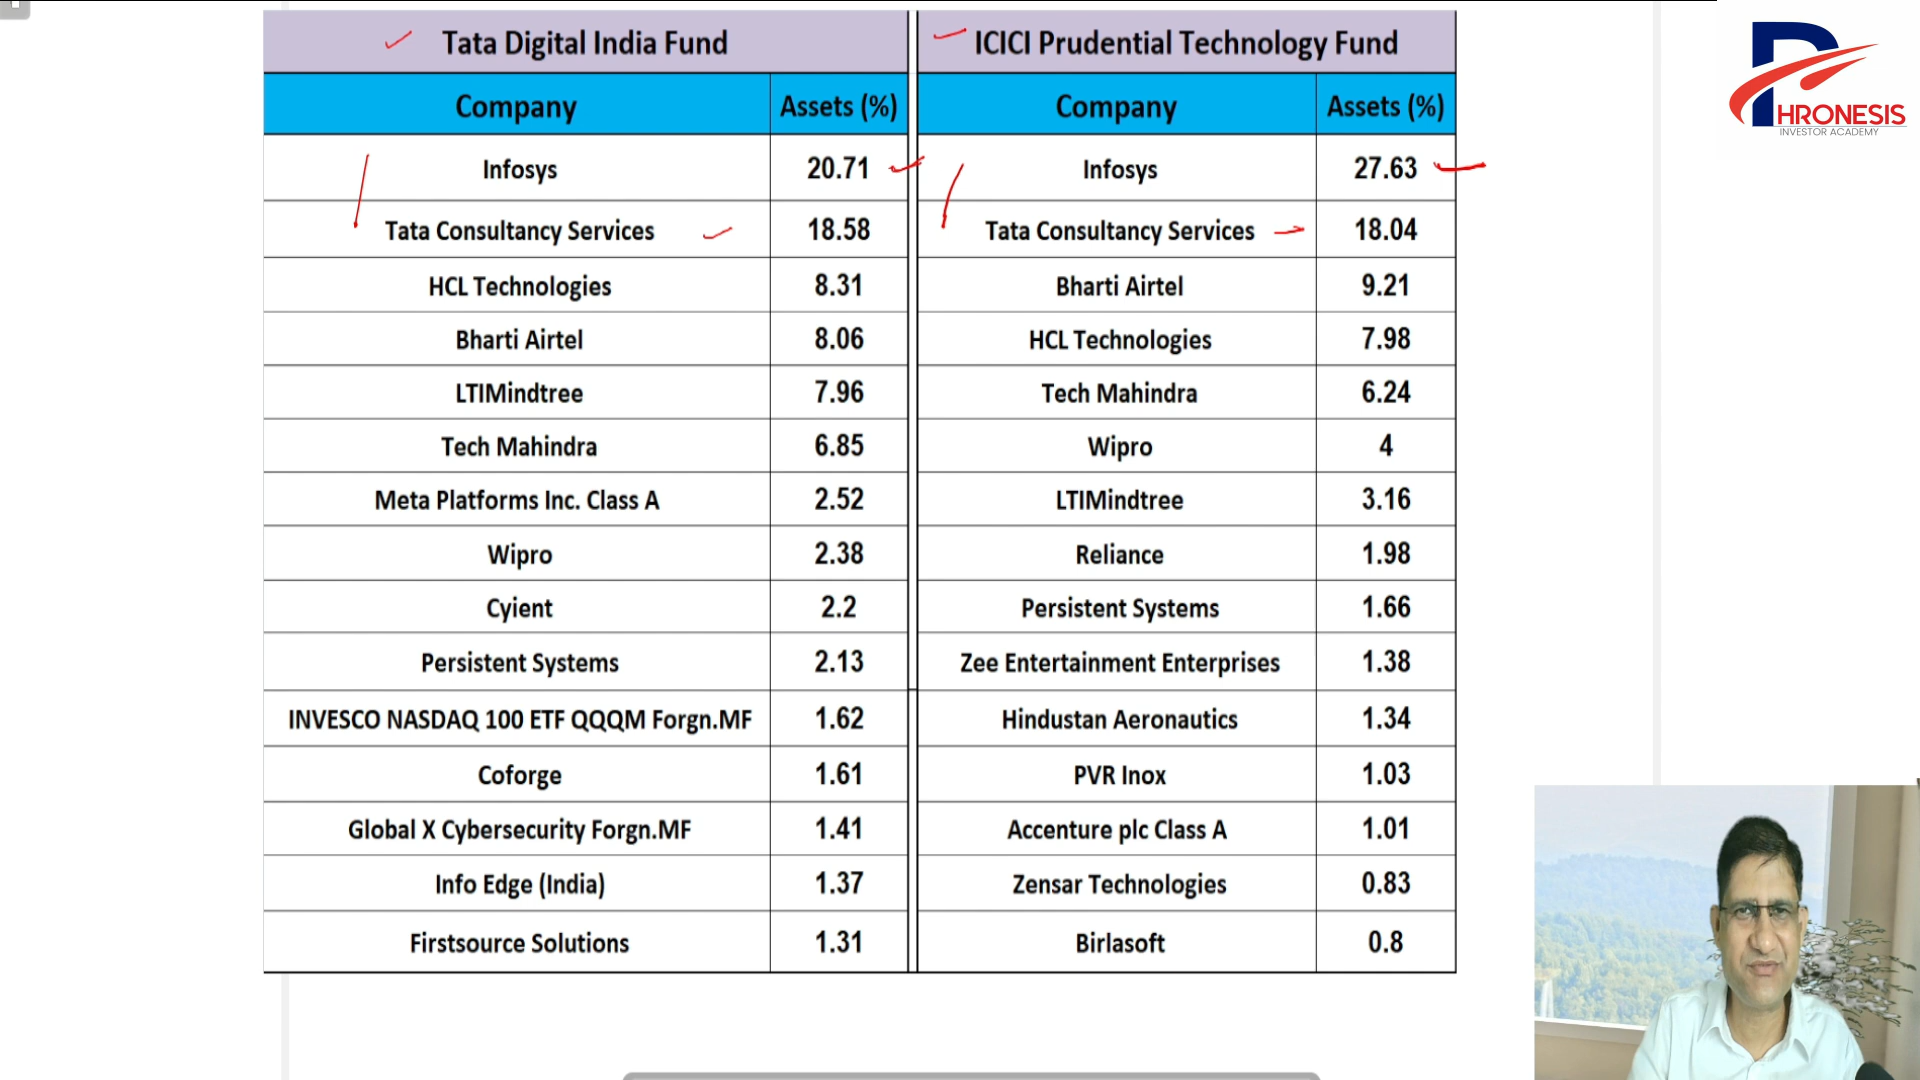 Tata Digital India Fund ICICI Prudential Technology Fund
Company Assets (%) Company Assets (%)
Infosys 20.71 Infosys 27.63
Tata Consultancy Services 18.58 Tata Consultancy Services 18.04
HCL Technologies 8.31 Bharti Airtel 9.21
Bharti Airtel 8.06 HCL Technologies 7.98
LTIMindtree 7.96 Tech Mahindra 6.24
Tech Mahindra 6.85 Wipro 4
Meta Platforms Inc. Class A 2.52 LTIMindtree 3.16
Wipro 2.38 Reliance 1.98
Cyient 2.2 Persistent Systems 1.66
Persistent Systems 2.13 Zee Entertainment Enterprises 1.38
INVESCO NASDAQ 100 ETF QQQM Forgn.MF 1.62 Hindustan Aeronautics 1.34
Coforge 1.61 PVR Inox 1.03
Global X Cybersecurity Forgn.MF 1.41 Accenture plc Class A 1.01
Info Edge (India) 1.37 Zensar Technologies 0.83
Firstsource Solutions 1.31 Birlasoft 0.8
PHRONESIS
INVESTOR ACADEMY